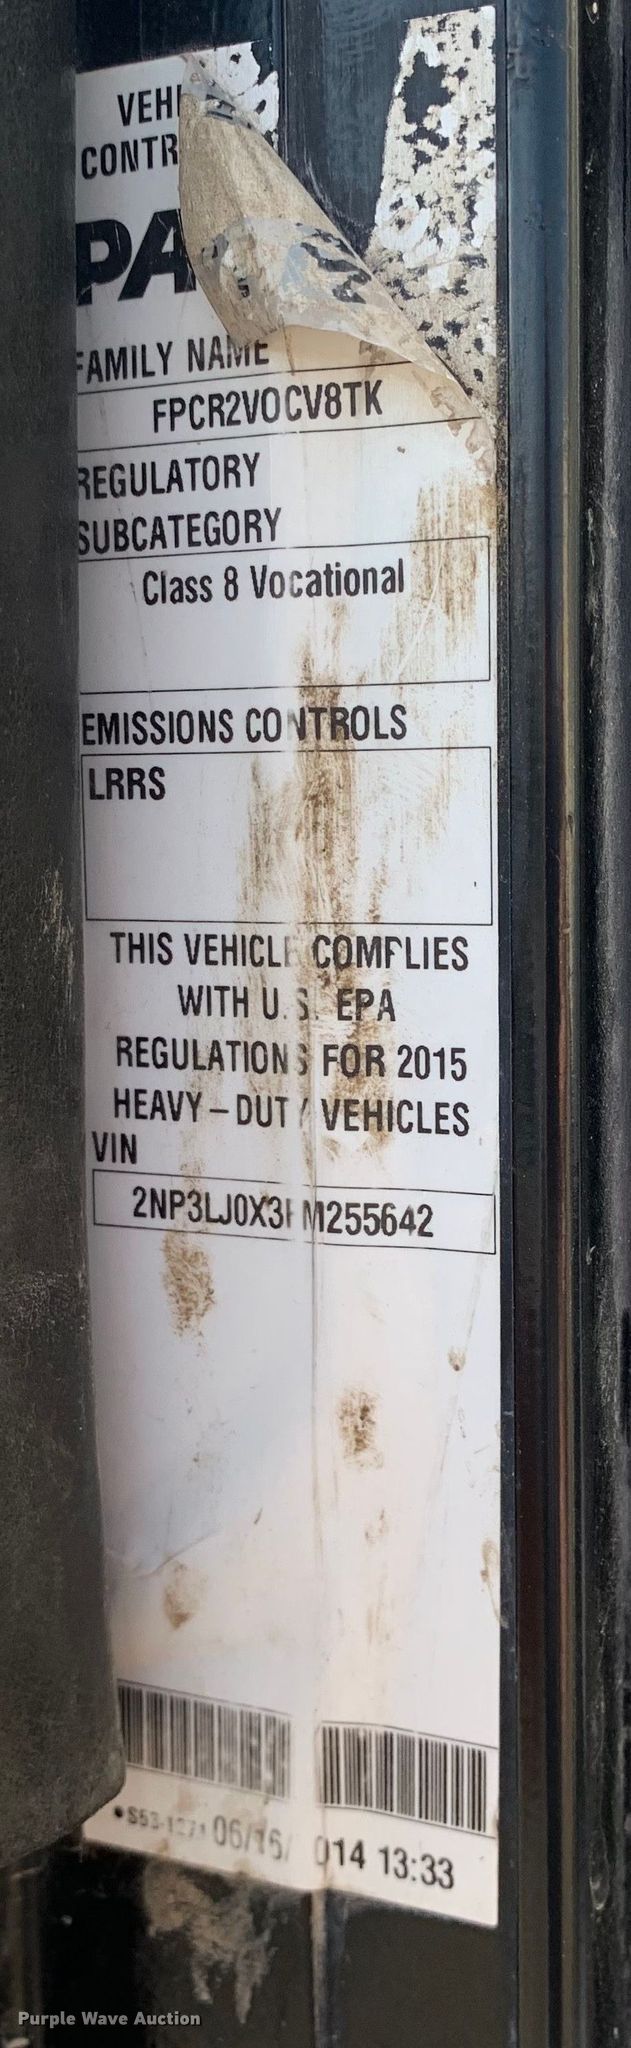 VEHI
CONTR
PA
FAMILY NAME
FPCR2VOCV8TK
REGULATORY
SUBCATEGORY
Class 8 Vocational
EMISSIONS CONTROLS
LRRS
THIS VEHICLE COMPLIES
WITH U.S. EPA
REGULATIONS FOR 2015
HEAVY-DUTY VEHICLES
VIN
2NP3LJ0X3FM255642
06/16/2014 13:33
Purple Wave Auction